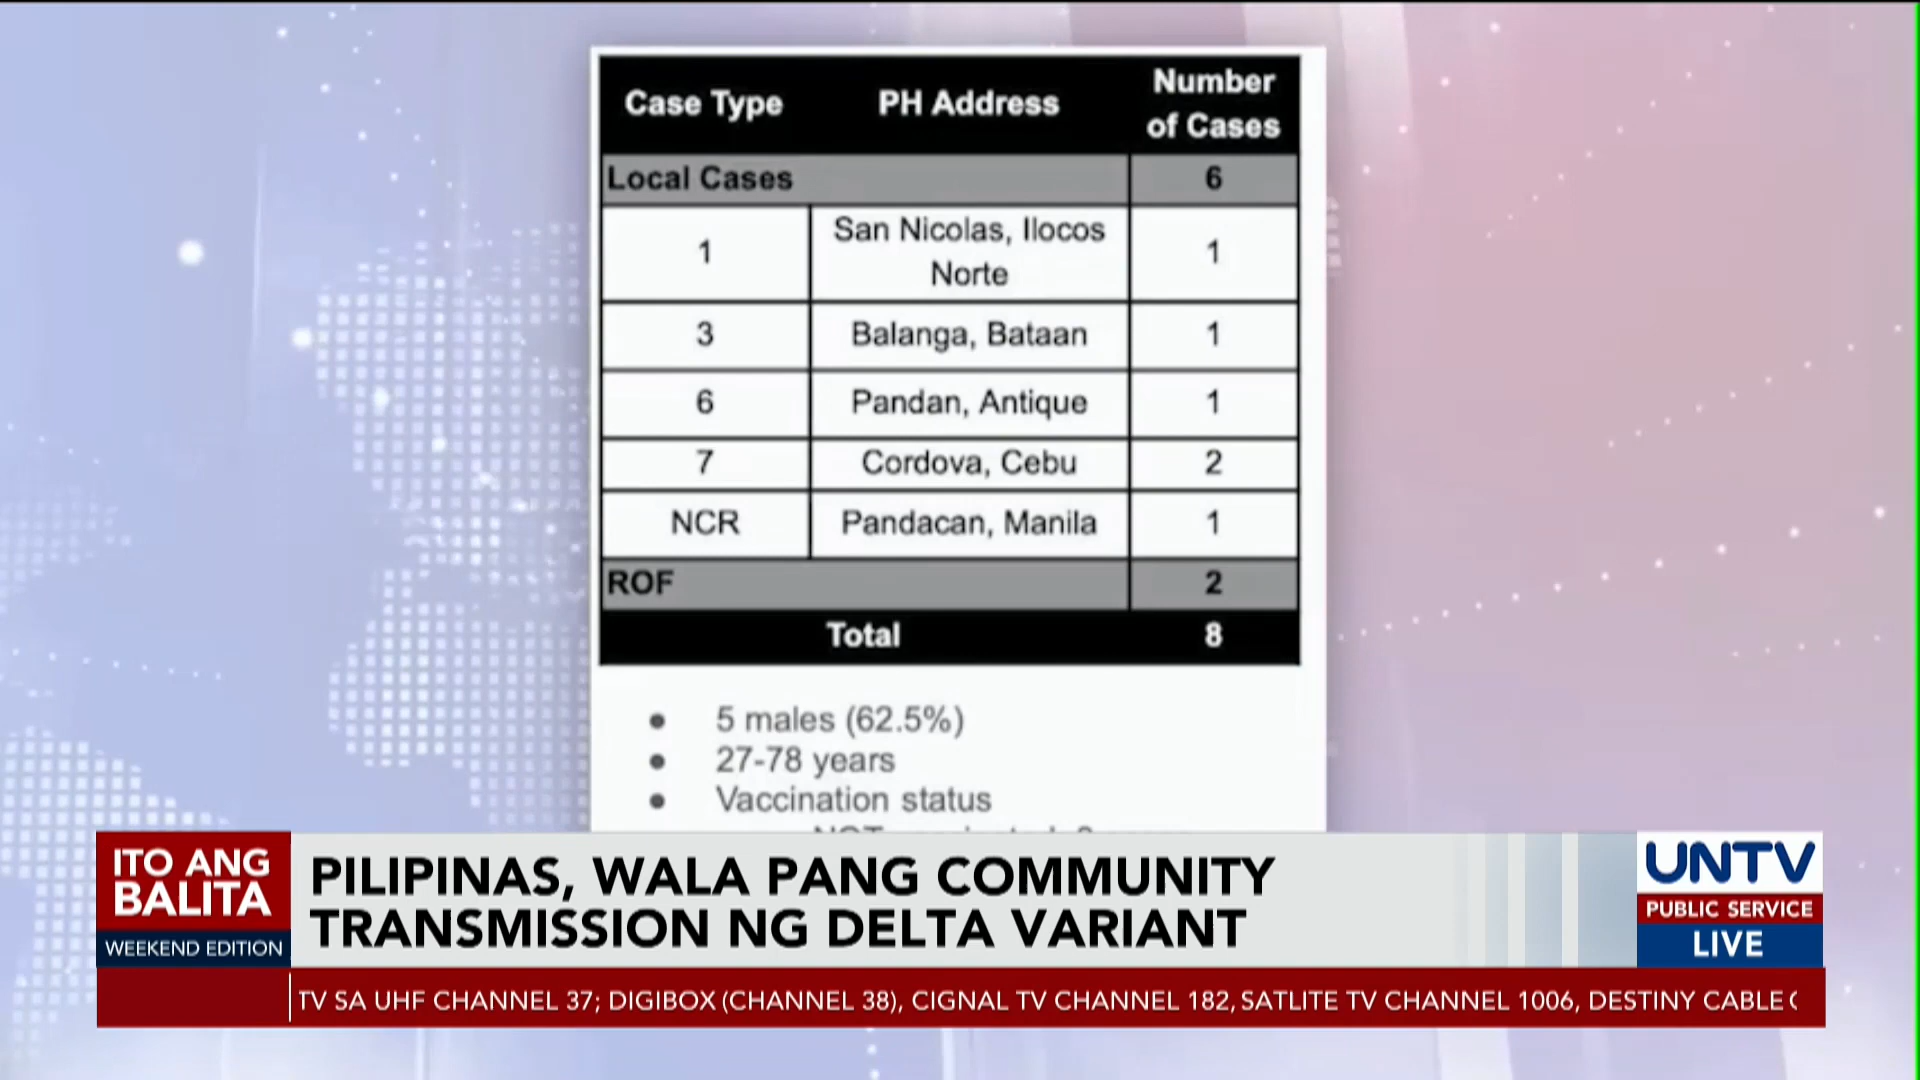 Case Type PH Address Number of Cases
Local Cases 6
1 San Nicolas, Ilocos Norte 1
3 Balanga, Bataan 1
6 Pandan, Antique 1
7 Cordova, Cebu 2
NCR Pandacan, Manila 1
ROF 2
Total 8
• 5 males (62.5%)
• 27-78 years
• Vaccination status
ITO ANG
BALITA
WEEKEND EDITION
PILIPINAS, WALA PANG COMMUNITY
TRANSMISSION NG DELTA VARIANT
UNTV
PUBLIC SERVICE
LIVE
TV SA UHF CHANNEL 37; DIGIBOX (CHANNEL 38), CIGNAL TV CHANNEL 182, SATLITE TV CHANNEL 1006, DESTINY CABLE